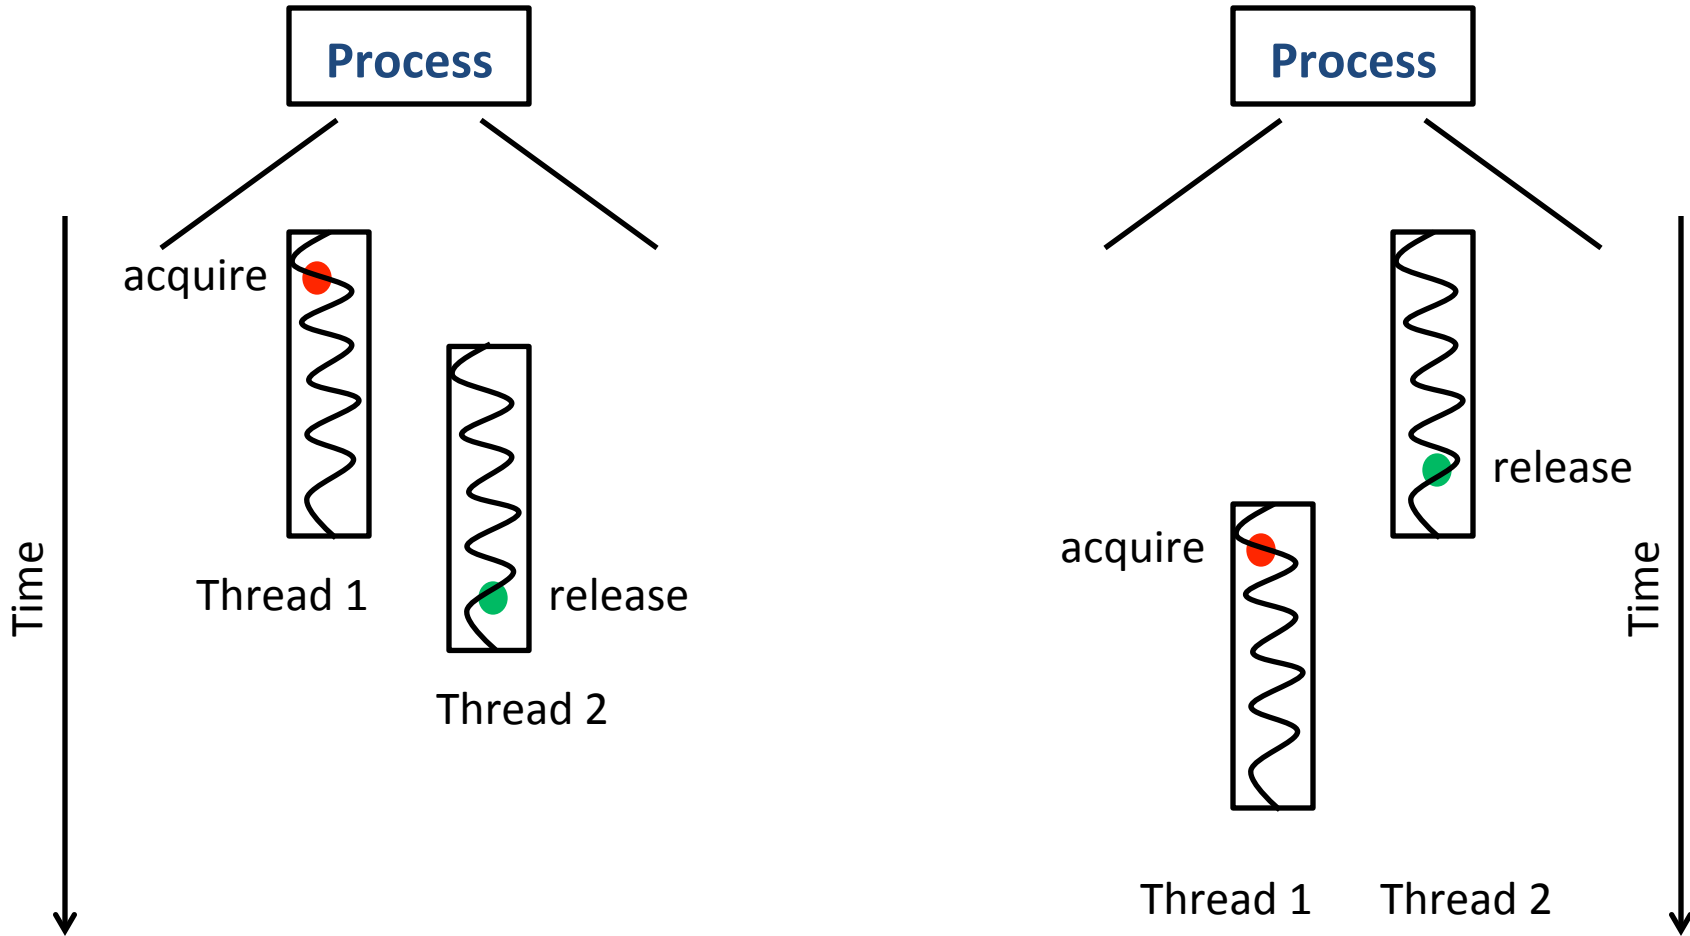 Process
acquire
Thread 1
release
Thread 2
Time
Process
release
acquire
Thread 1
Thread 2
Time